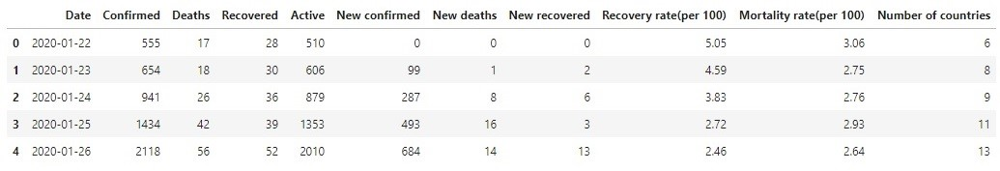 Date Confirmed Deaths Recovered Active New confirmed New deaths New recovered Recovery rate(per 100) Mortality rate(per 100) Number of countries
0 2020-01-22 555 17 28 510 0 0 0 5.05 3.06 6
1 2020-01-23 654 18 30 606 99 1 2 4.59 2.75 8
2 2020-01-24 941 26 36 879 287 8 6 3.83 2.76 9
3 2020-01-25 1434 42 39 1353 493 16 3 2.72 2.93 11
4 2020-01-26 2118 56 52 2010 684 14 13 2.46 2.64 13